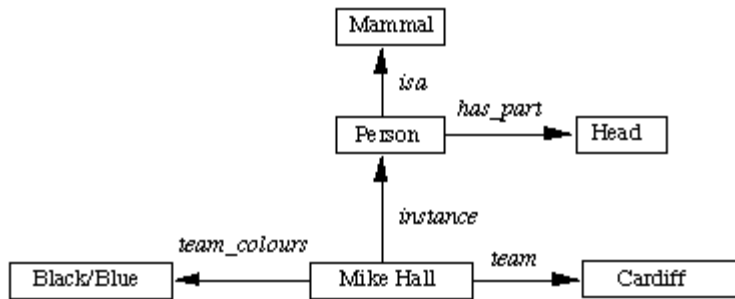 Mammal
isa
has_part
Person
Head
instance
team_colours
team
Black/Blue
Mike Hall
Cardiff